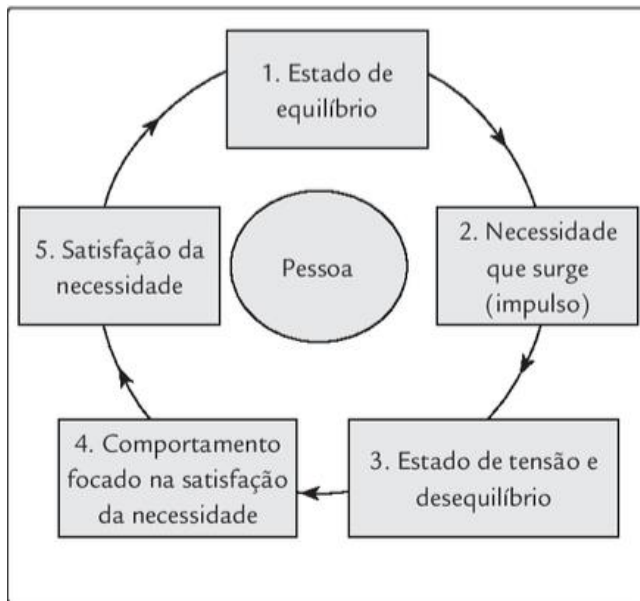 1. Estado de
equilíbrio
2. Necessidade
que surge
(impulso)
3. Estado de tensão e
desequilíbrio
4. Comportamento
focado na satisfação
da necessidade
5. Satisfação da
necessidade
Pessoa